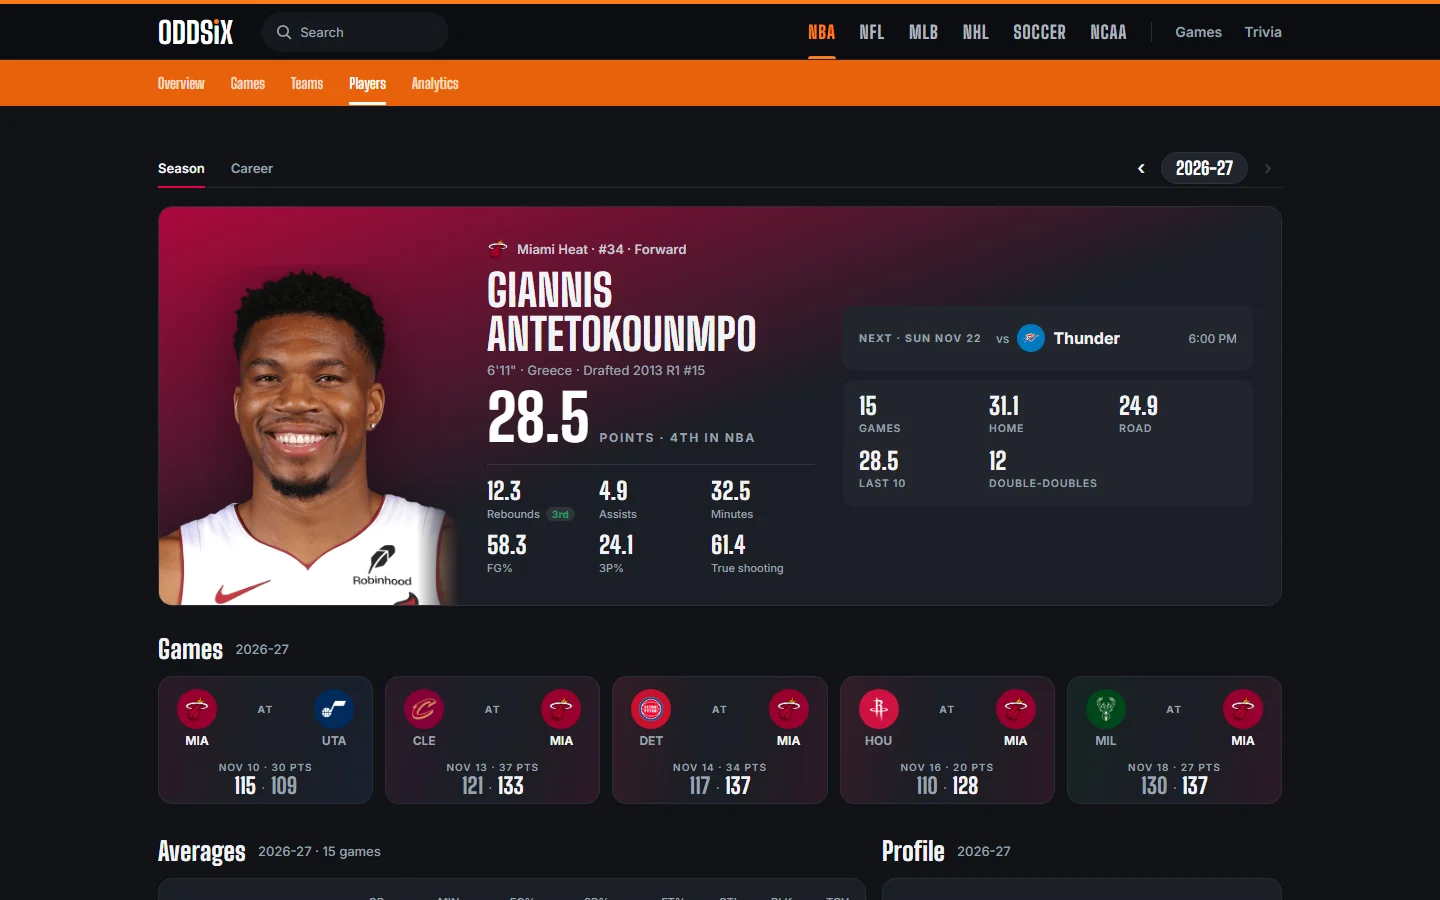 ODDSiX
Search
NBA NFL MLB NHL SOCCER NCAA Games Trivia
Overview Games Teams Players Analytics
Season Career
2026-27
Miami Heat · #34 · Forward
GIANNIS
ANTETOKOUNMPO
6'11" · Greece · Drafted 2013 R1 #15
28.5 POINTS · 4TH IN NBA
12.3 4.9 32.5
Rebounds 3rd Assists Minutes
58.3 24.1 61.4
FG% 3P% True shooting
NEXT · SUN NOV 22 vs Thunder 6:00 PM
15 31.1 24.9
GAMES HOME ROAD
28.5 12
LAST 10 DOUBLE-DOUBLES
Robinhood
Games 2026-27
AT
MIA UTA
NOV 10 · 30 PTS
115 · 109
AT
CLE MIA
NOV 13 · 37 PTS
121 · 133
AT
DET MIA
NOV 14 · 34 PTS
117 · 137
AT
HOU MIA
NOV 16 · 20 PTS
110 · 128
AT
MIL MIA
NOV 18 · 27 PTS
130 · 137
Averages 2026-27 · 15 games
Profile 2026-27